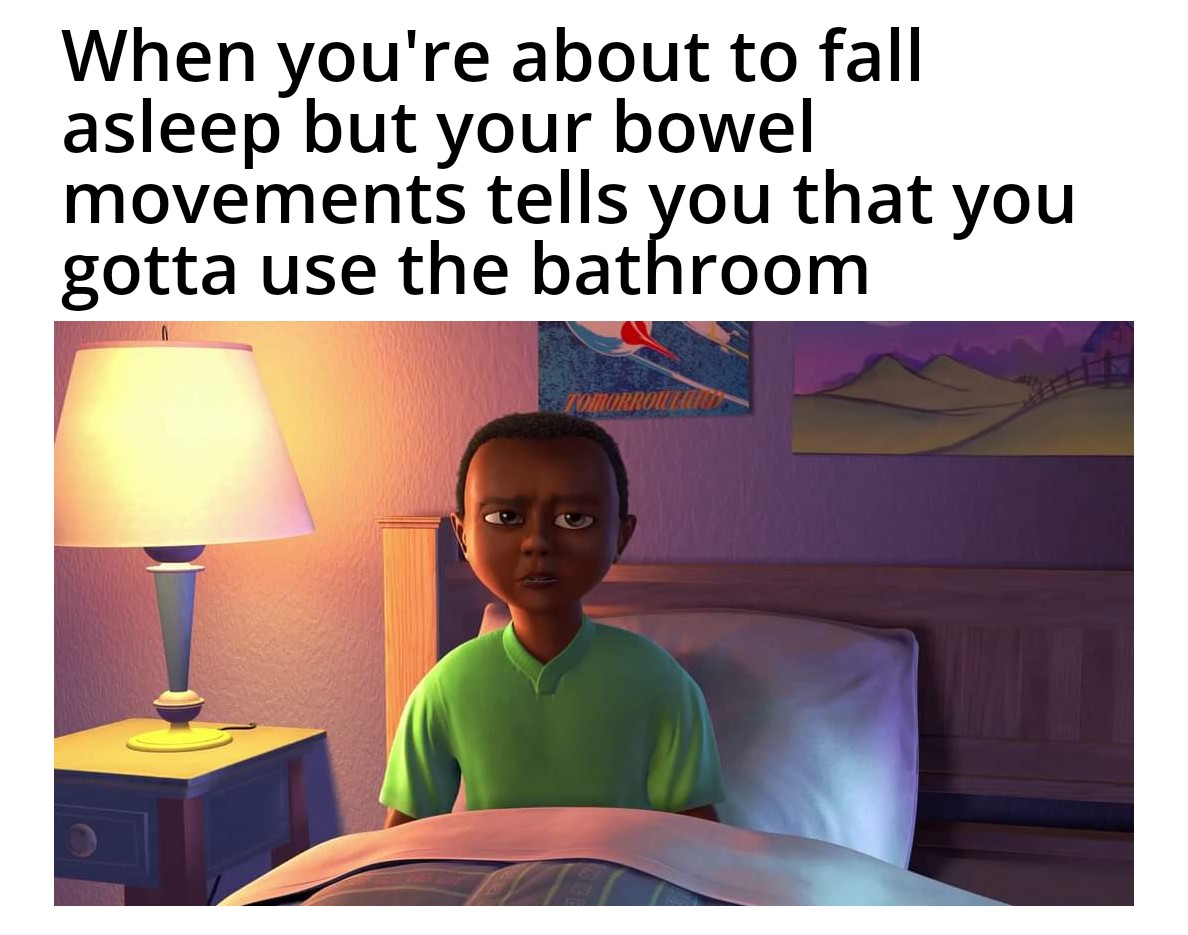 When you're about to fall
asleep but your bowel
movements tells you that you
gotta use the bathroom
TOMORROWLAND